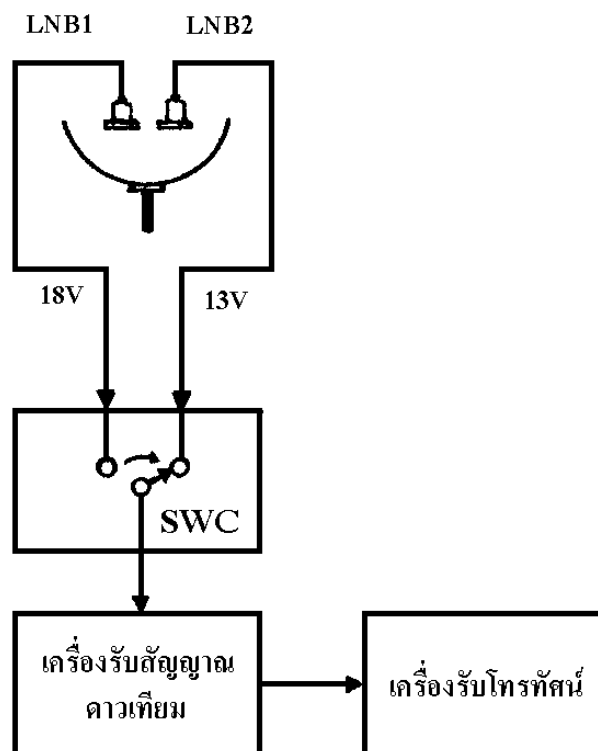 LNB1 LNB2
18V 13V
SWC
เครื่องรับสัญญาณ
ดาวเทียม
เครื่องรับโทรทัศน์